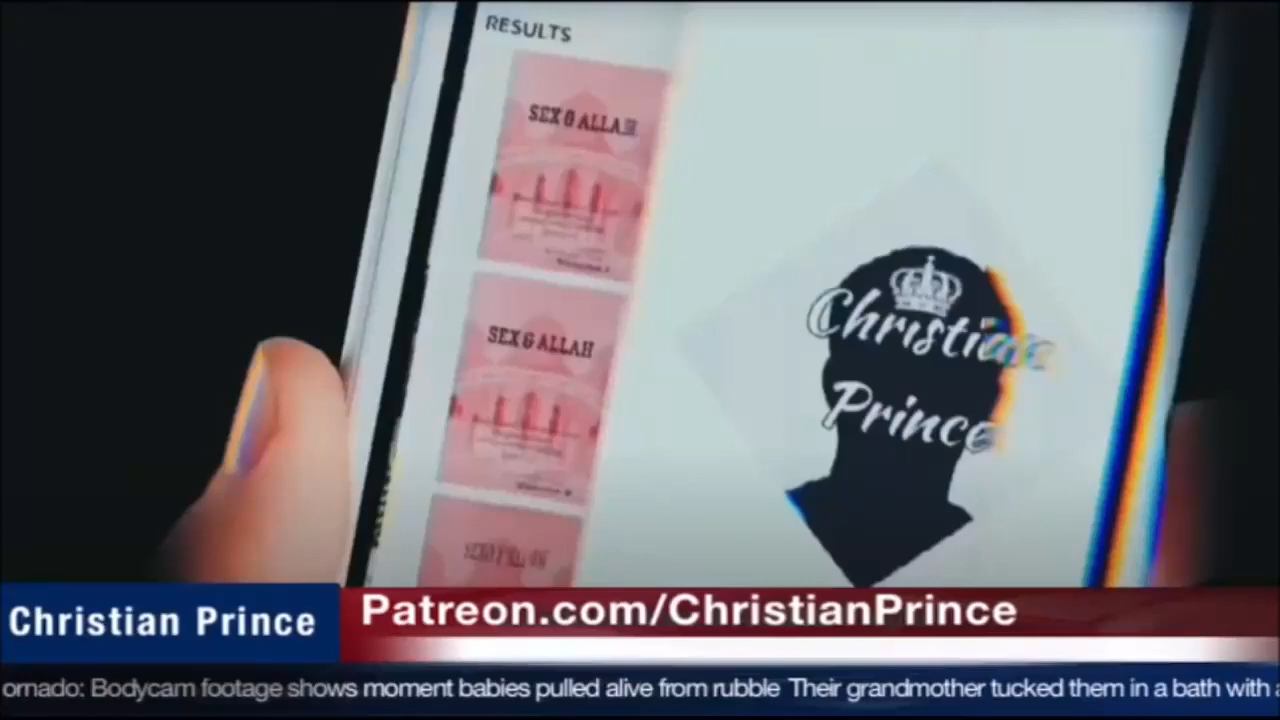 RESULTS
SEX & ALLAH
SEX & ALLAH
Christian
Prince
Christian Prince
Patreon.com/ChristianPrince
ornado: Bodycam footage shows moment babies pulled alive from rubble Their grandmother tucked them in a bath with a